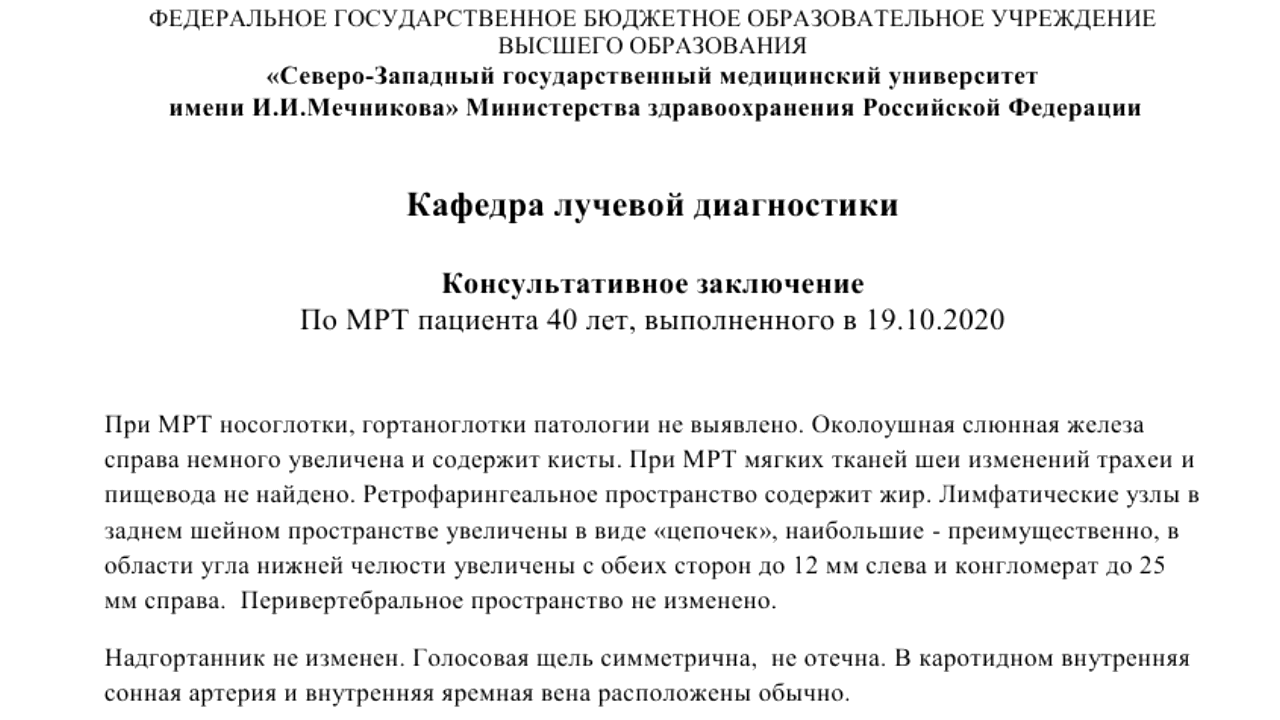 ФЕДЕРАЛЬНОЕ ГОСУДАРСТВЕННОЕ БЮДЖЕТНОЕ ОБРАЗОВАТЕЛЬНОЕ УЧРЕЖДЕНИЕ
ВЫСШЕГО ОБРАЗОВАНИЯ
«Северо-Западный государственный медицинский университет
имени И.И.Мечникова» Министерства здравоохранения Российской Федерации
Кафедра лучевой диагностики
Консультативное заключение
По МРТ пациента 40 лет, выполненного в 19.10.2020
При МРТ носоглотки, гортаноглотки патологии не выявлено. Околоушная слюнная железа
справа немного увеличена и содержит кисты. При МРТ мягких тканей шеи изменений трахеи и
пищевода не найдено. Ретрофарингеальное пространство содержит жир. Лимфатические узлы в
заднем шейном пространстве увеличены в виде «цепочек», наибольшие - преимущественно, в
области угла нижней челюсти увеличены с обеих сторон до 12 мм слева и конгломерат до 25
мм справа. Перивертебральное пространство не изменено.
Надгортанник не изменен. Голосовая щель симметрична, не отечна. В каротидном внутренняя
сонная артерия и внутренняя яремная вена расположены обычно.